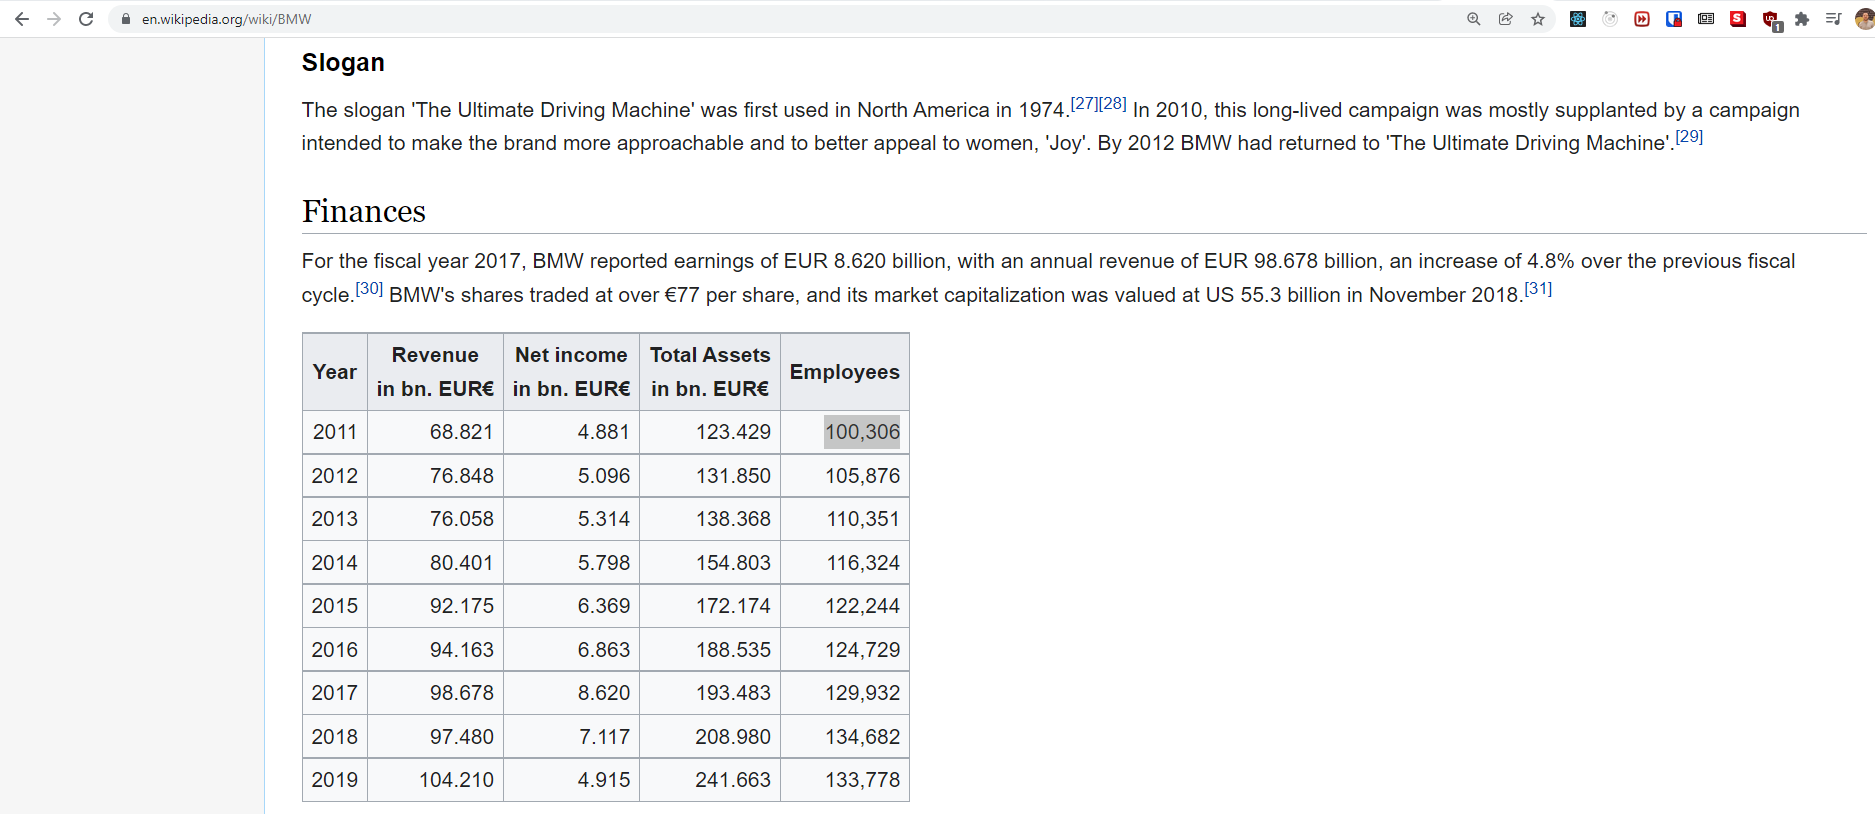 en.wikipedia.org/wiki/BMW
1
Slogan
The slogan 'The Ultimate Driving Machine' was first used in North America in 1974.[27][28] In 2010, this long-lived campaign was mostly supplanted by a campaign
intended to make the brand more approachable and to better appeal to women, 'Joy'. By 2012 BMW had returned to 'The Ultimate Driving Machine'.[29]
Finances
For the fiscal year 2017, BMW reported earnings of EUR 8.620 billion, with an annual revenue of EUR 98.678 billion, an increase of 4.8% over the previous fiscal
cycle.[30] BMW's shares traded at over €77 per share, and its market capitalization was valued at US 55.3 billion in November 2018.[31]
Year Revenue in bn. EUR€ Net income in bn. EUR€ Total Assets in bn. EUR€ Employees
2011 68.821 4.881 123.429 100,306
2012 76.848 5.096 131.850 105,876
2013 76.058 5.314 138.368 110,351
2014 80.401 5.798 154.803 116,324
2015 92.175 6.369 172.174 122,244
2016 94.163 6.863 188.535 124,729
2017 98.678 8.620 193.483 129,932
2018 97.480 7.117 208.980 134,682
2019 104.210 4.915 241.663 133,778